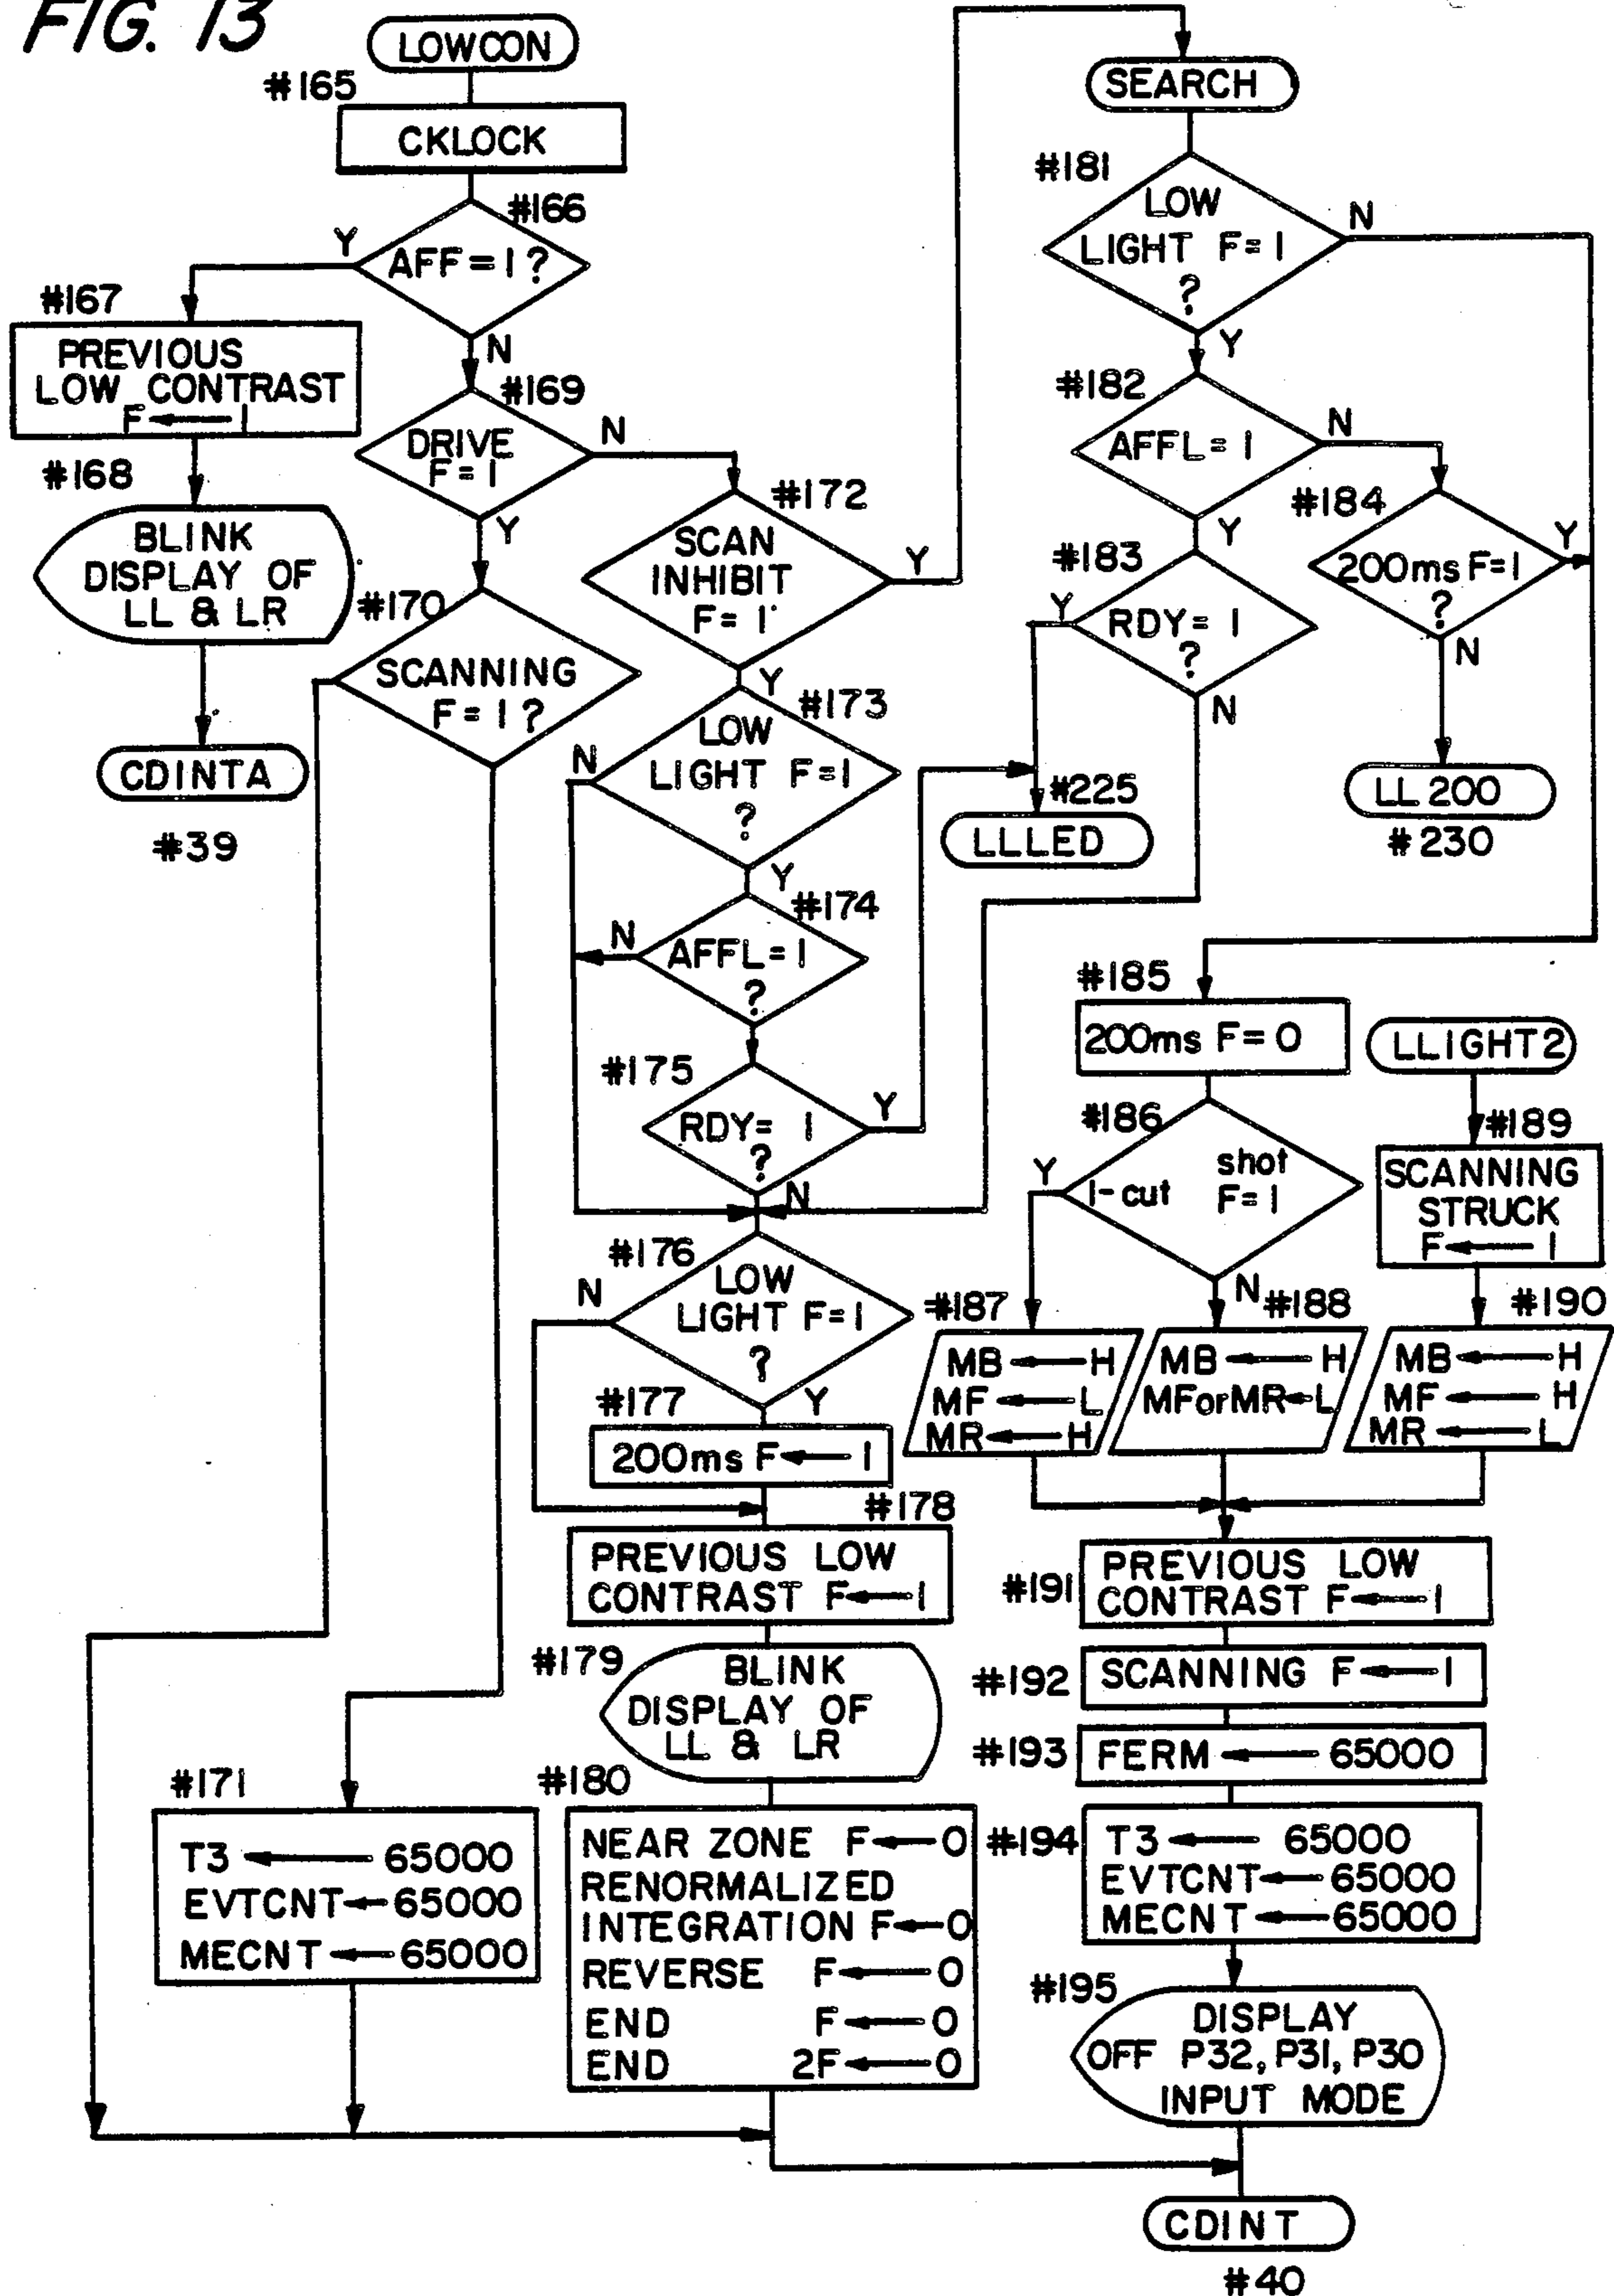 FIG. 13
LOWCON
#165
CKLOCK
#166
AFF=1?
Y
N
#167
PREVIOUS
LOW CONTRAST
F←1
#168
BLINK
DISPLAY OF
LL & LR
CDINTA
#39
#169
DRIVE
F=1
N
Y
#170
SCANNING
F=1?
#171
T3←65000
EVTCNT←65000
MECNT←65000
#172
SCAN
INHIBIT
F=1
Y
Y
#173
LOW
LIGHT F=1
?
N
Y
#174
AFFL=1
?
N
#175
RDY=1
?
Y
N
#176
LOW
LIGHT F=1
?
N
Y
#177
200ms F←1
#178
PREVIOUS LOW
CONTRAST F←1
#179
BLINK
DISPLAY OF
LL & LR
#180
NEAR ZONE F←0
RENORMALIZED
INTEGRATION F←0
REVERSE F←0
END F←0
END 2F←0
SEARCH
#181
LOW
LIGHT F=1
?
N
Y
#182
AFFL=1
N
Y
#183
RDY=1
?
Y
N
#184
200ms F=1
?
Y
N
#225
LLLED
LL200
#230
#185
200ms F=0
#186
1-cut shot
F=1
Y
N
LLIGHT2
#189
SCANNING
STRUCK
F←1
#187
MB←H
MF←L
MR←H
#188
MB←H
MForMR←L
#190
MB←H
MF←H
MR←L
#191
PREVIOUS LOW
CONTRAST F←1
#192
SCANNING F←1
#193
FERM←65000
#194
T3←65000
EVTCNT←65000
MECNT←65000
#195
DISPLAY
OFF P32, P31, P30
INPUT MODE
CDINT
#40